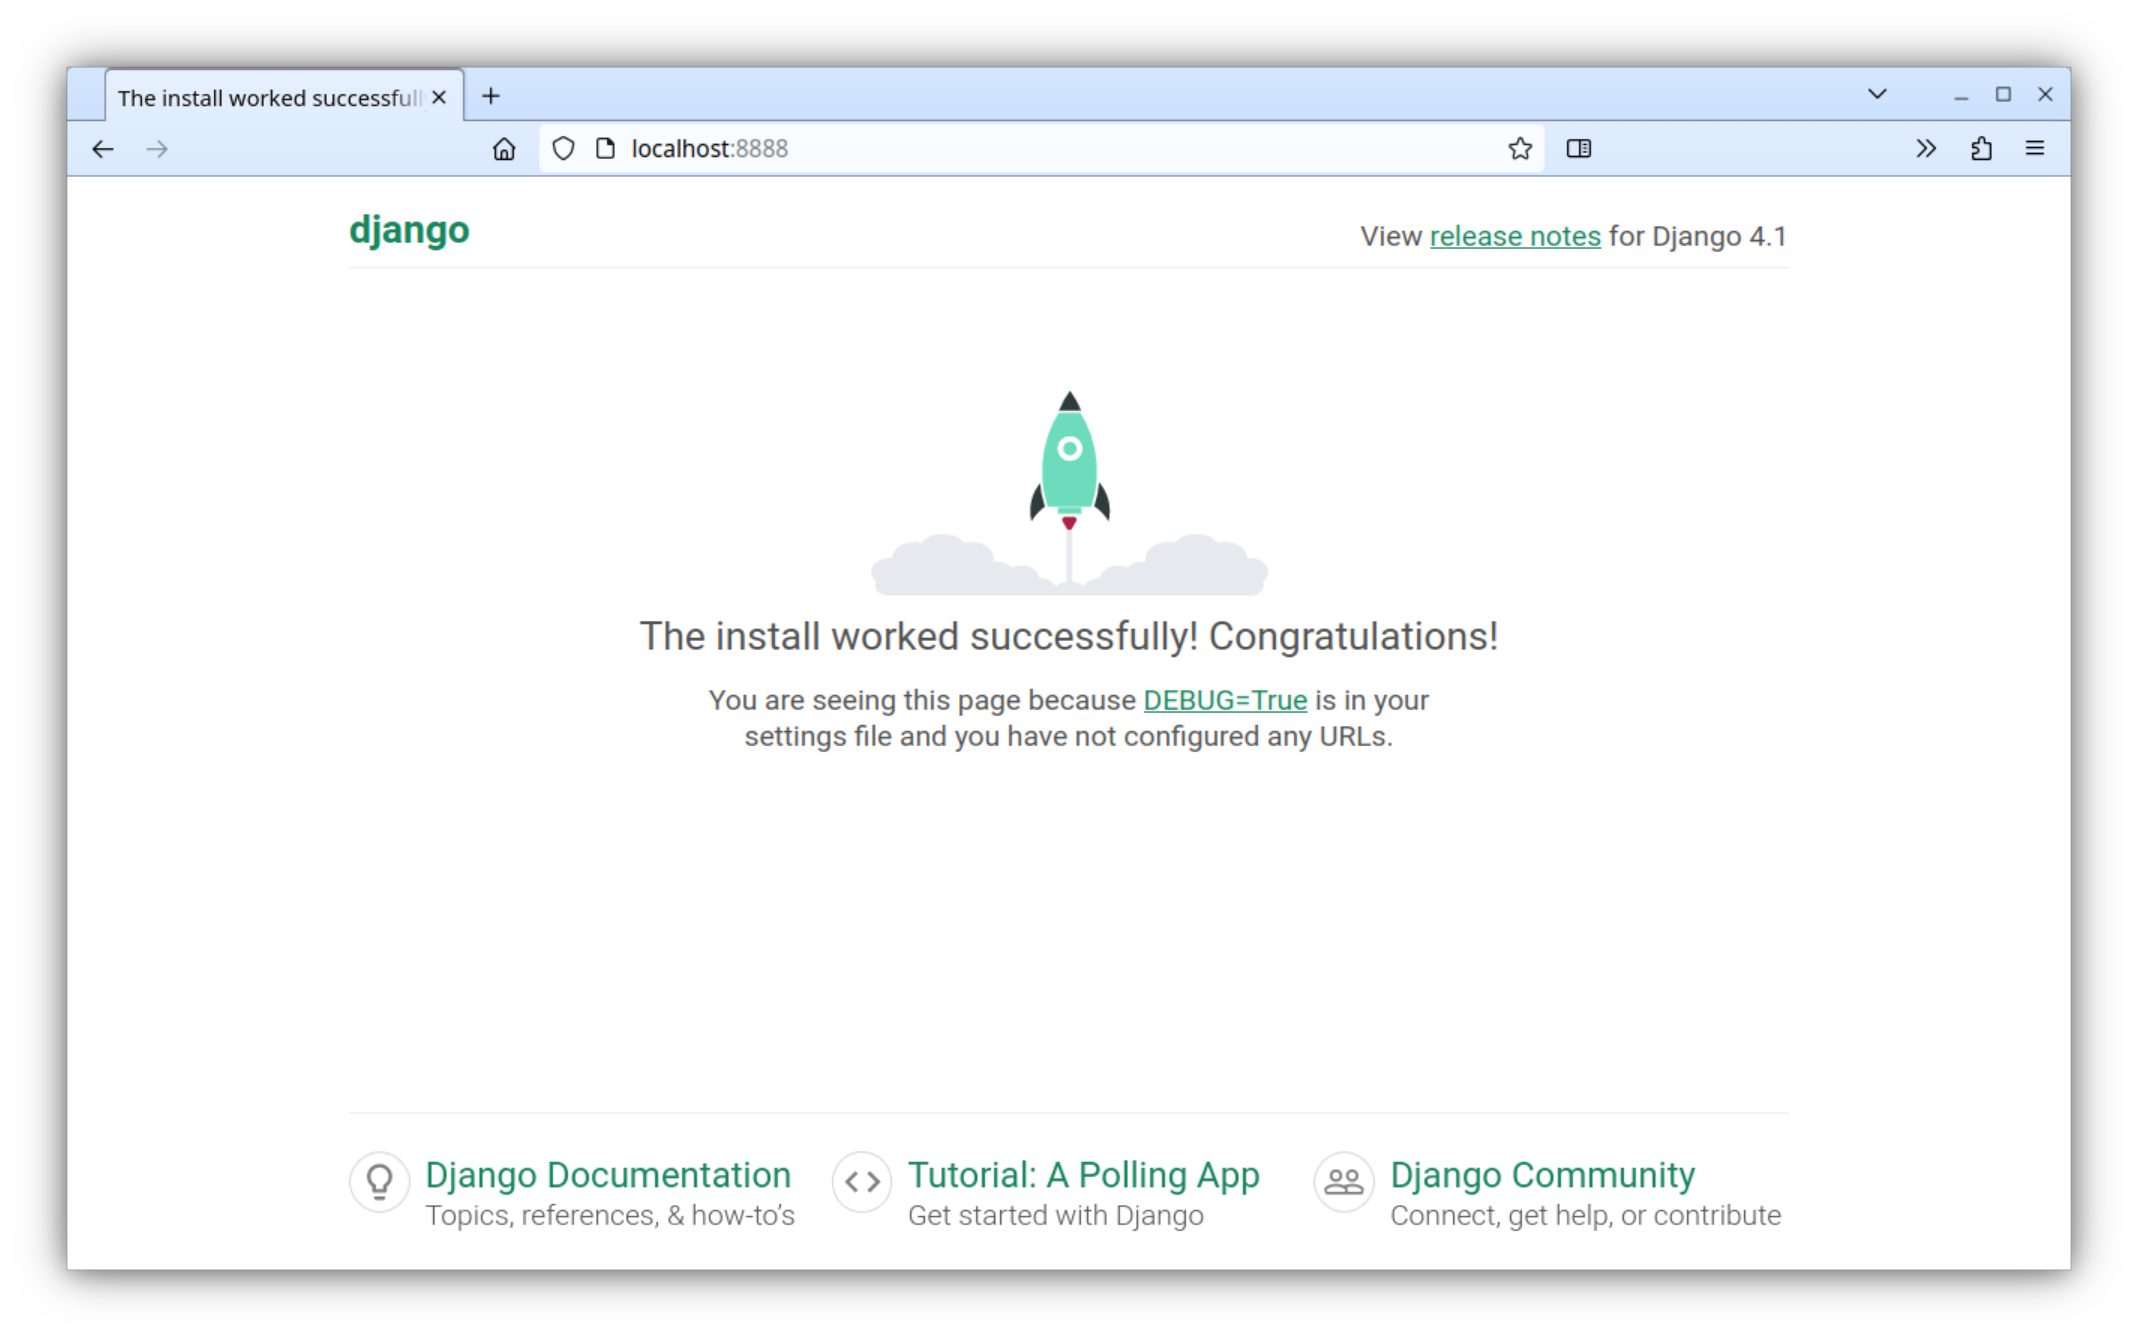 The install worked successful
localhost:8888
django
View release notes for Django 4.1
The install worked successfully! Congratulations!
You are seeing this page because DEBUG=True is in your
settings file and you have not configured any URLs.
Django Documentation
Topics, references, & how-to’s
Tutorial: A Polling App
Get started with Django
Django Community
Connect, get help, or contribute